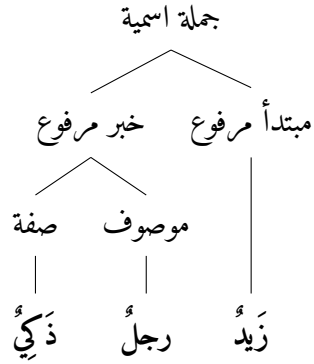 جملة اسمية
مبتدأ مرفوع خبر مرفوع
موصوف صفة
زَيدٌ رجلٌ ذَكِيٌ